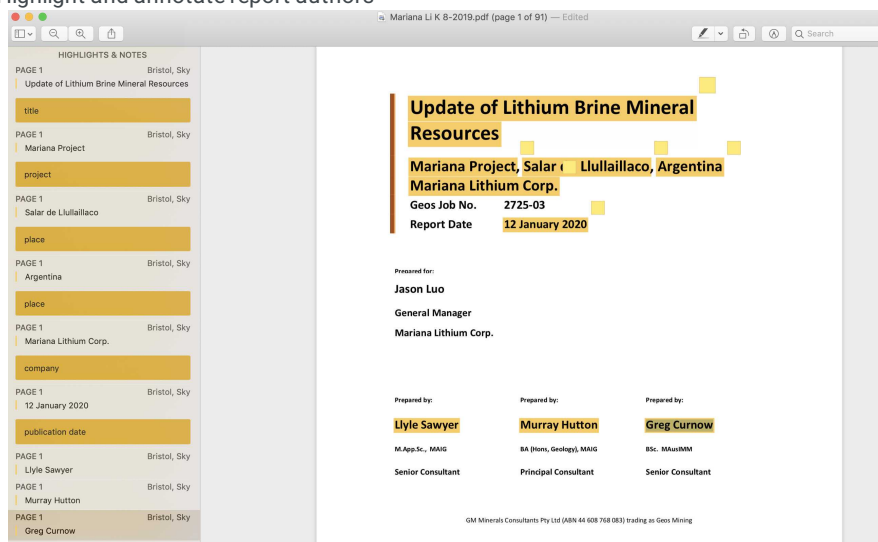 Highlight and annotate report authors
Mariana Li K 8-2019.pdf (page 1 of 91) — Edited
Search
HIGHLIGHTS & NOTES
PAGE 1 Bristol, Sky
Update of Lithium Brine Mineral Resources
title
PAGE 1 Bristol, Sky
Mariana Project
project
PAGE 1 Bristol, Sky
Salar de Llullaillaco
place
PAGE 1 Bristol, Sky
Argentina
place
PAGE 1 Bristol, Sky
Mariana Lithium Corp.
company
PAGE 1 Bristol, Sky
12 January 2020
publication date
PAGE 1 Bristol, Sky
Llyle Sawyer
PAGE 1 Bristol, Sky
Murray Hutton
PAGE 1 Bristol, Sky
Greg Curnow
Update of Lithium Brine Mineral
Resources
Mariana Project, Salar Llullaillaco, Argentina
Mariana Lithium Corp.
Geos Job No. 2725-03
Report Date 12 January 2020
Prepared for:
Jason Luo
General Manager
Mariana Lithium Corp.
Prepared by: Prepared by: Prepared by:
Llyle Sawyer Murray Hutton Greg Curnow
M.App.Sc., MAIG BA (Hons, Geology), MAIG BSc. MAusIMM
Senior Consultant Principal Consultant Senior Consultant
GM Minerals Consultants Pty Ltd (ABN 44 608 768 083) trading as Geos Mining